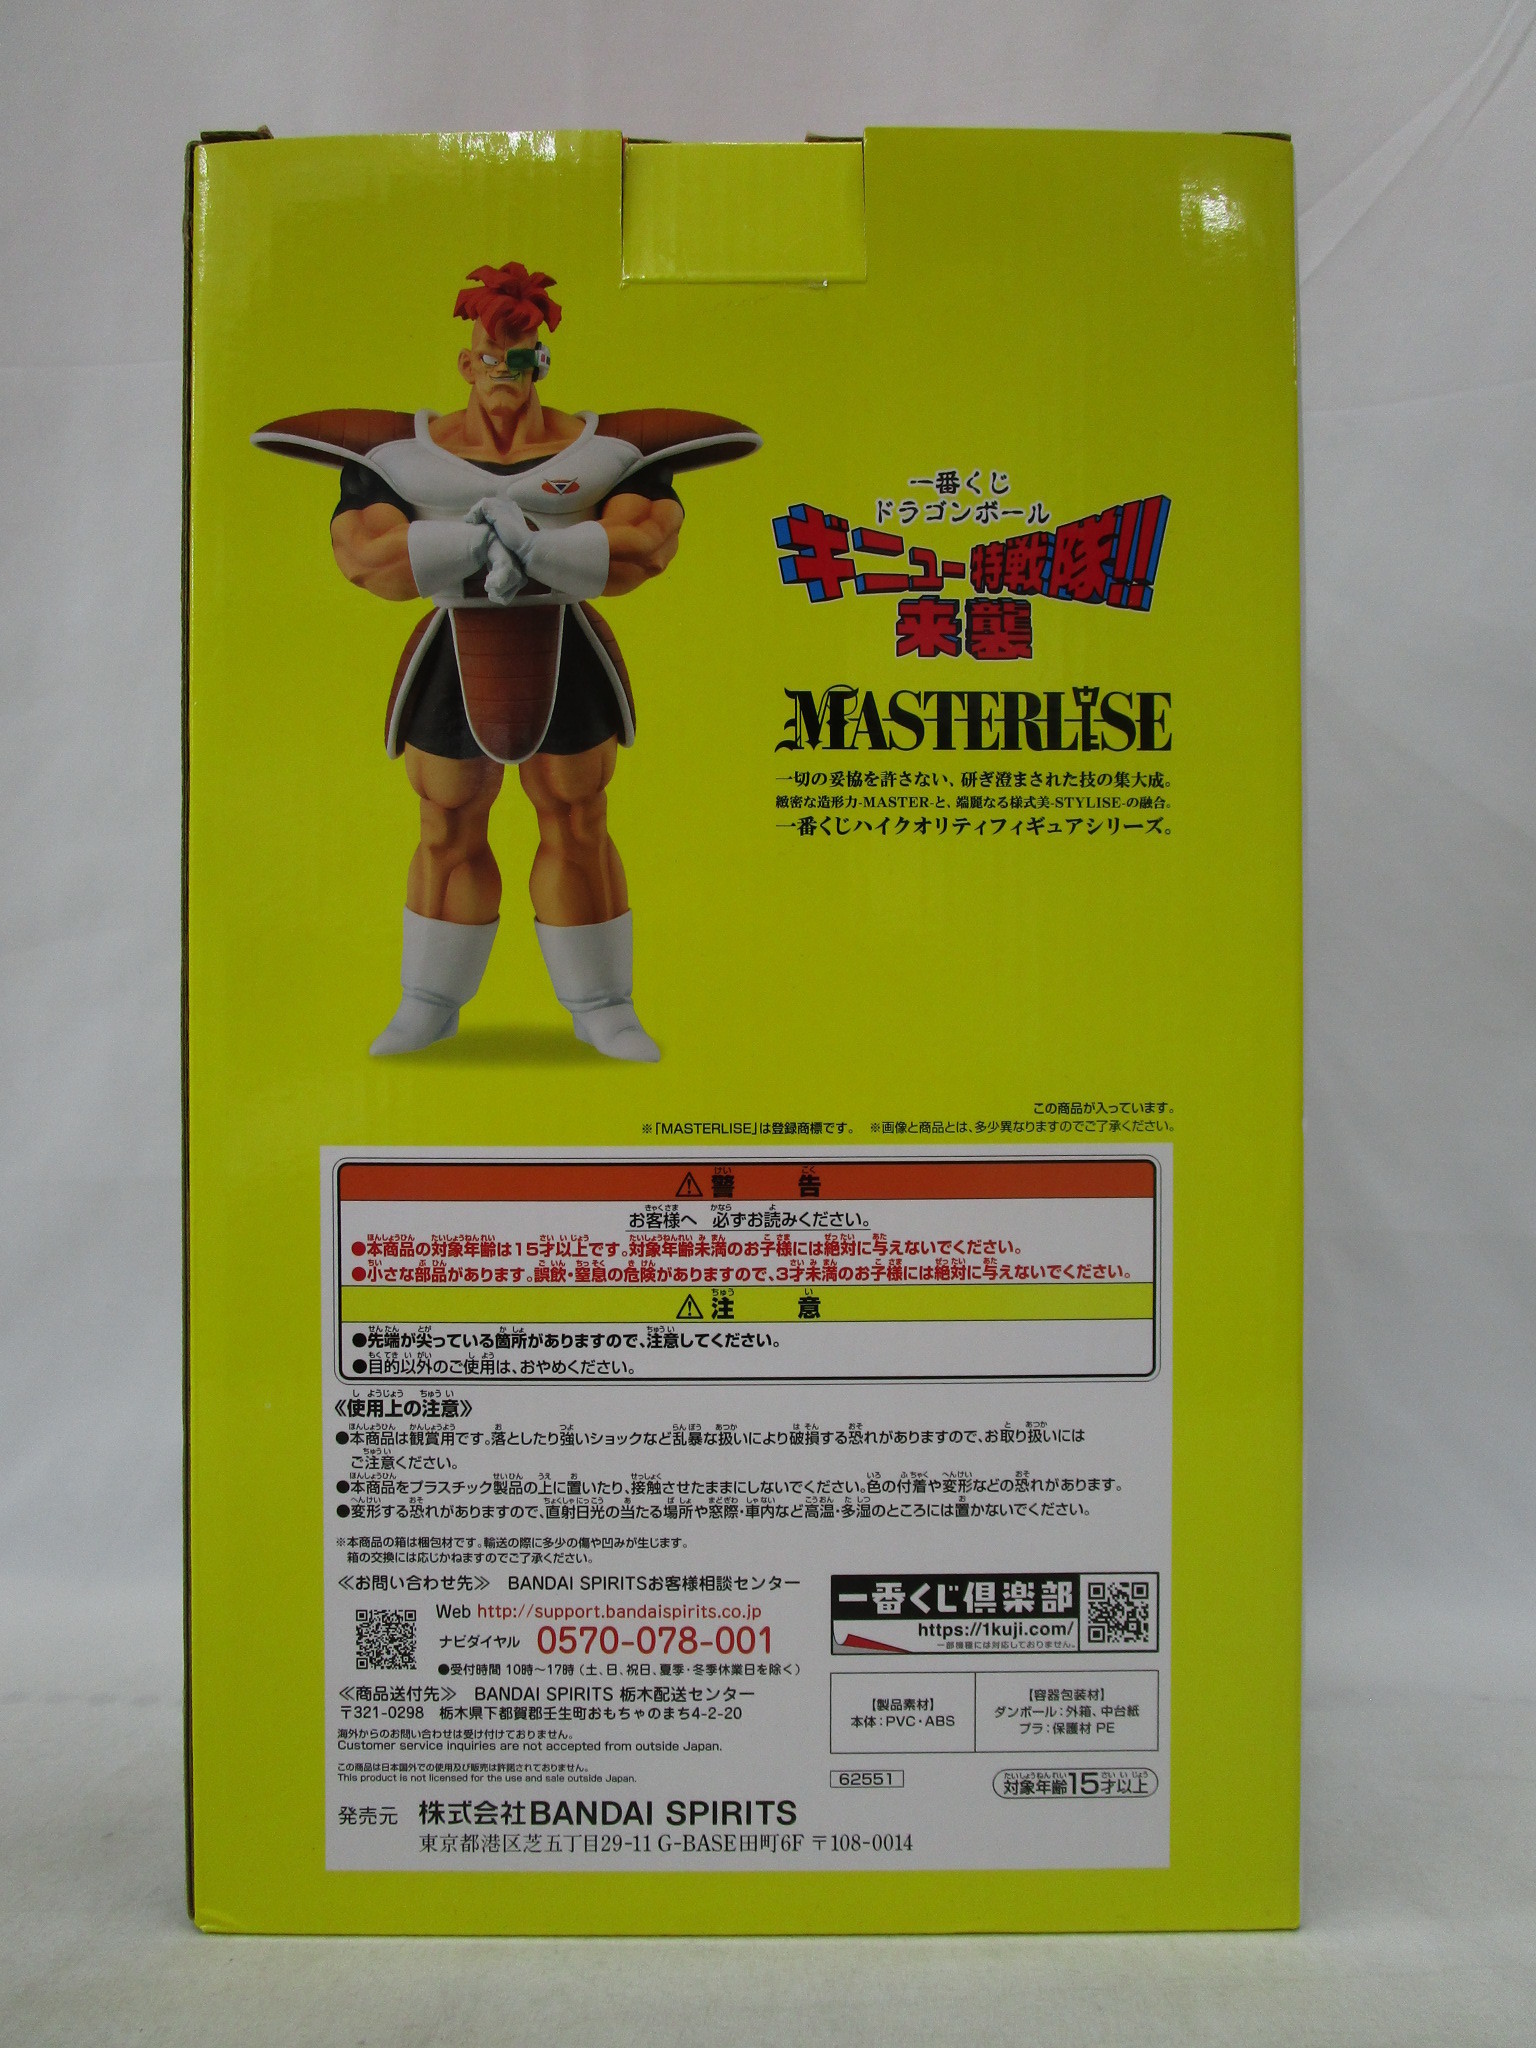 一番くじ
ドラゴンボール
ギニュー特戦隊!!
来襲
MASTERLISE
一切の妥協を許さない、研ぎ澄まされた技の集大成。
緻密な造形力-MASTER-と、端麗なる様式美-STYLISE-の融合。
一番くじハイクオリティフィギュアシリーズ。
この商品が入っています。
※「MASTERLISE」は登録商標です。 ※画像と商品とは、多少異なりますのでご了承ください。
⚠警告
お客様へ 必ずお読みください。
●本商品の対象年齢は15才以上です。対象年齢未満のお子様には絶対に与えないでください。
●小さな部品があります。誤飲・窒息の危険がありますので、3才未満のお子様には絶対に与えないでください。
⚠注意
●先端が尖っている箇所がありますので、注意してください。
●目的以外のご使用は、おやめください。
《使用上の注意》
●本商品は観賞用です。落としたり強いショックなど乱暴な扱いにより破損する恐れがありますので、お取り扱いには
ご注意ください。
●本商品をプラスチック製品の上に置いたり、接触させたままにしないでください。色の付着や変形などの恐れがあります。
●変形する恐れがありますので、直射日光の当たる場所や窓際・車内など高温・多湿のところには置かないでください。
※本商品の箱は梱包材です。輸送の際に多少の傷や凹みが生じます。
箱の交換には応じかねますのでご了承ください。
≪お問い合わせ先≫ BANDAI SPIRITSお客様相談センター
Web http://support.bandaispirits.co.jp
ナビダイヤル 0570-078-001
●受付時間 10時〜17時（土、日、祝日、夏季・冬季休業日を除く）
≪商品送付先≫ BANDAI SPIRITS 栃木配送センター
〒321-0298 栃木県下都賀郡壬生町おもちゃのまち4-2-20
海外からのお問い合わせは受け付けておりません。
Customer service inquiries are not accepted from outside Japan.
この商品は日本国外での使用及び販売は許諾されておりません。
This product is not licensed for the use and sale outside Japan.
一番くじ倶楽部
https://1kuji.com/
一部機種には対応しておりません。
【製品素材】
本体:PVC・ABS
【容器包装材】
ダンボール:外箱、中台紙
プラ:保護材 PE
62551
対象年齢15才以上
発売元 株式会社BANDAI SPIRITS
東京都港区芝五丁目29-11 G-BASE田町6F 〒108-0014